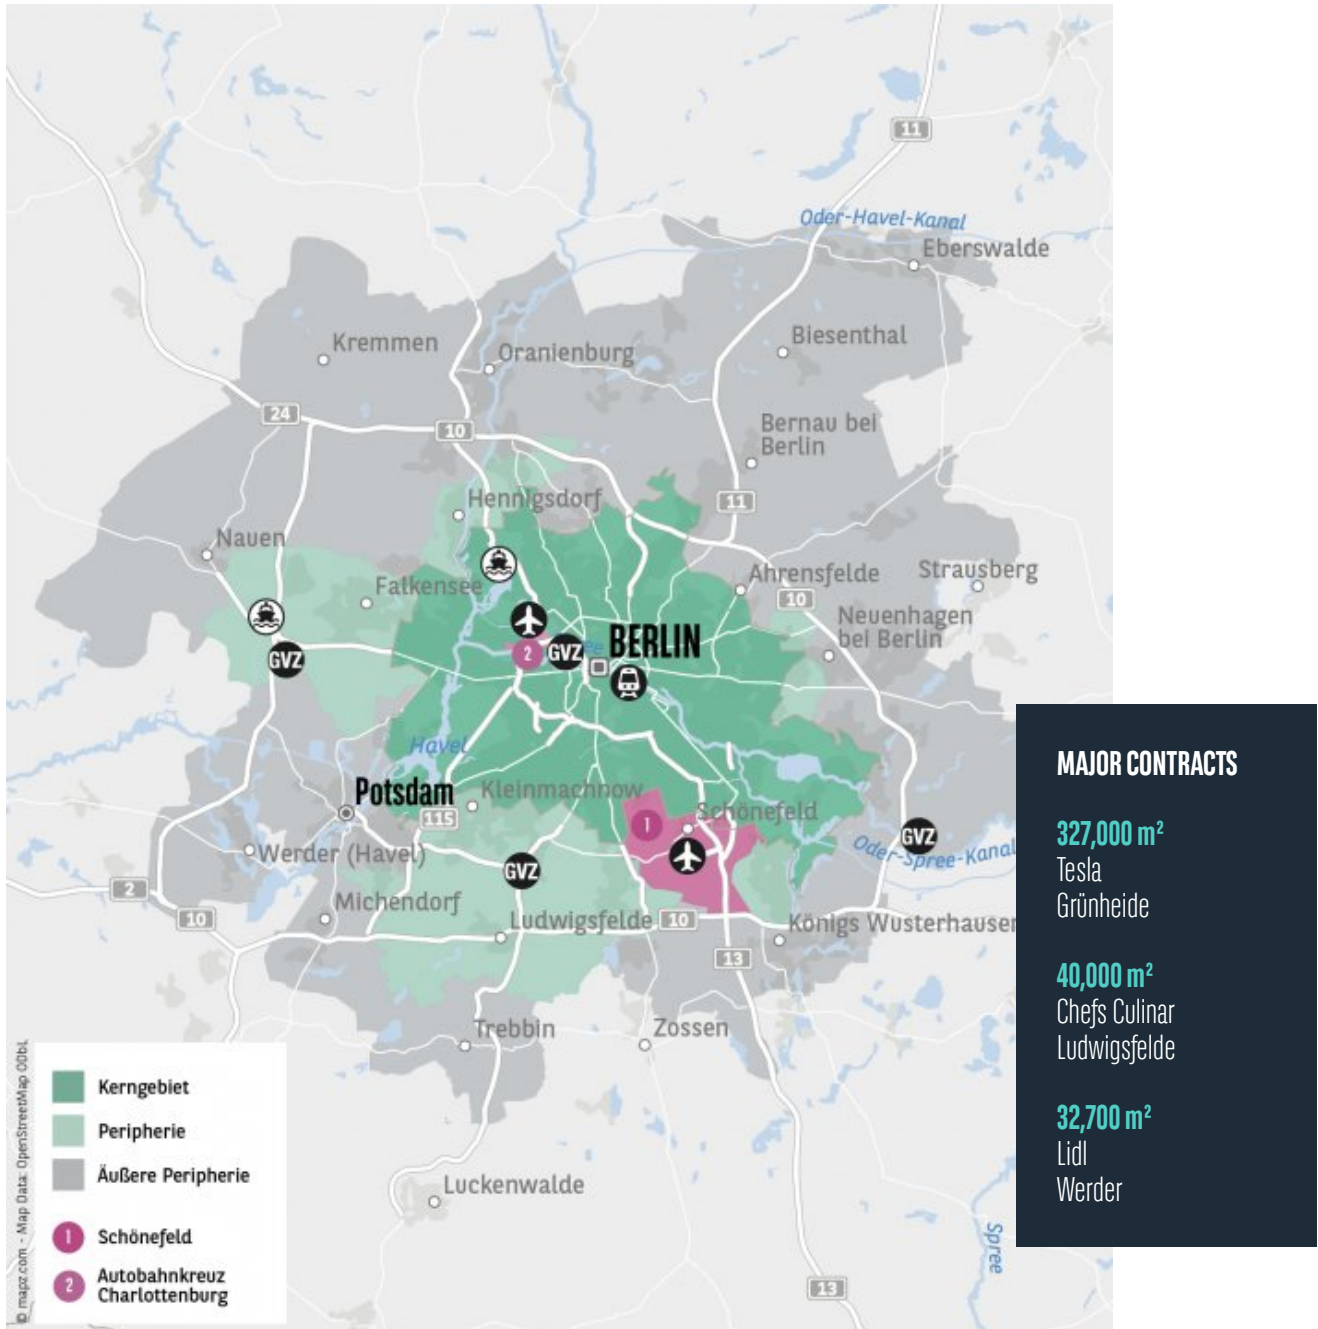 11
Oder-Havel-Kanal
Eberswalde
Kremmen
Oranienburg
Biesenthal
24
10
Bernau bei
Berlin
Hennigsdorf
11
Nauen
Falkensee
Ahrensfelde
Strausberg
10
Neuenhagen
bei Berlin
BERLIN
2
GVZ
GVZ
Havel
Potsdam
Kleinmachnow
115
1
Schönefeld
GVZ
Oder-Spree-Kanal
Werder (Havel)
GVZ
2
10
Michendorf
Ludwigsfelde
10
Königs Wusterhausen
13
Trebbin
Zossen
Luckenwalde
Spree
13
Kerngebiet
Peripherie
Äußere Peripherie
1
Schönefeld
2
Autobahnkreuz
Charlottenburg
© mapz.com - Map Data: OpenStreetMap ODbL
MAJOR CONTRACTS
327,000 m²
Tesla
Grünheide
40,000 m²
Chefs Culinar
Ludwigsfelde
32,700 m²
Lidl
Werder